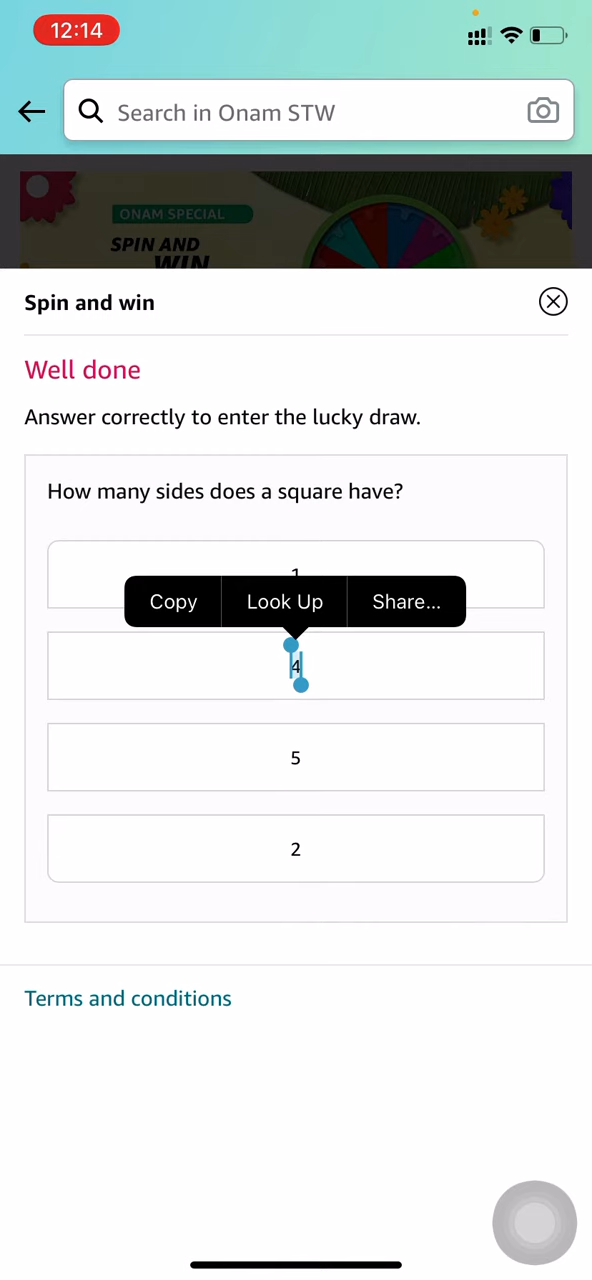 12:14
Search in Onam STW
ONAM SPECIAL
SPIN AND
WIN
Spin and win
Well done
Answer correctly to enter the lucky draw.
How many sides does a square have?
1
Copy Look Up Share...
4
5
2
Terms and conditions